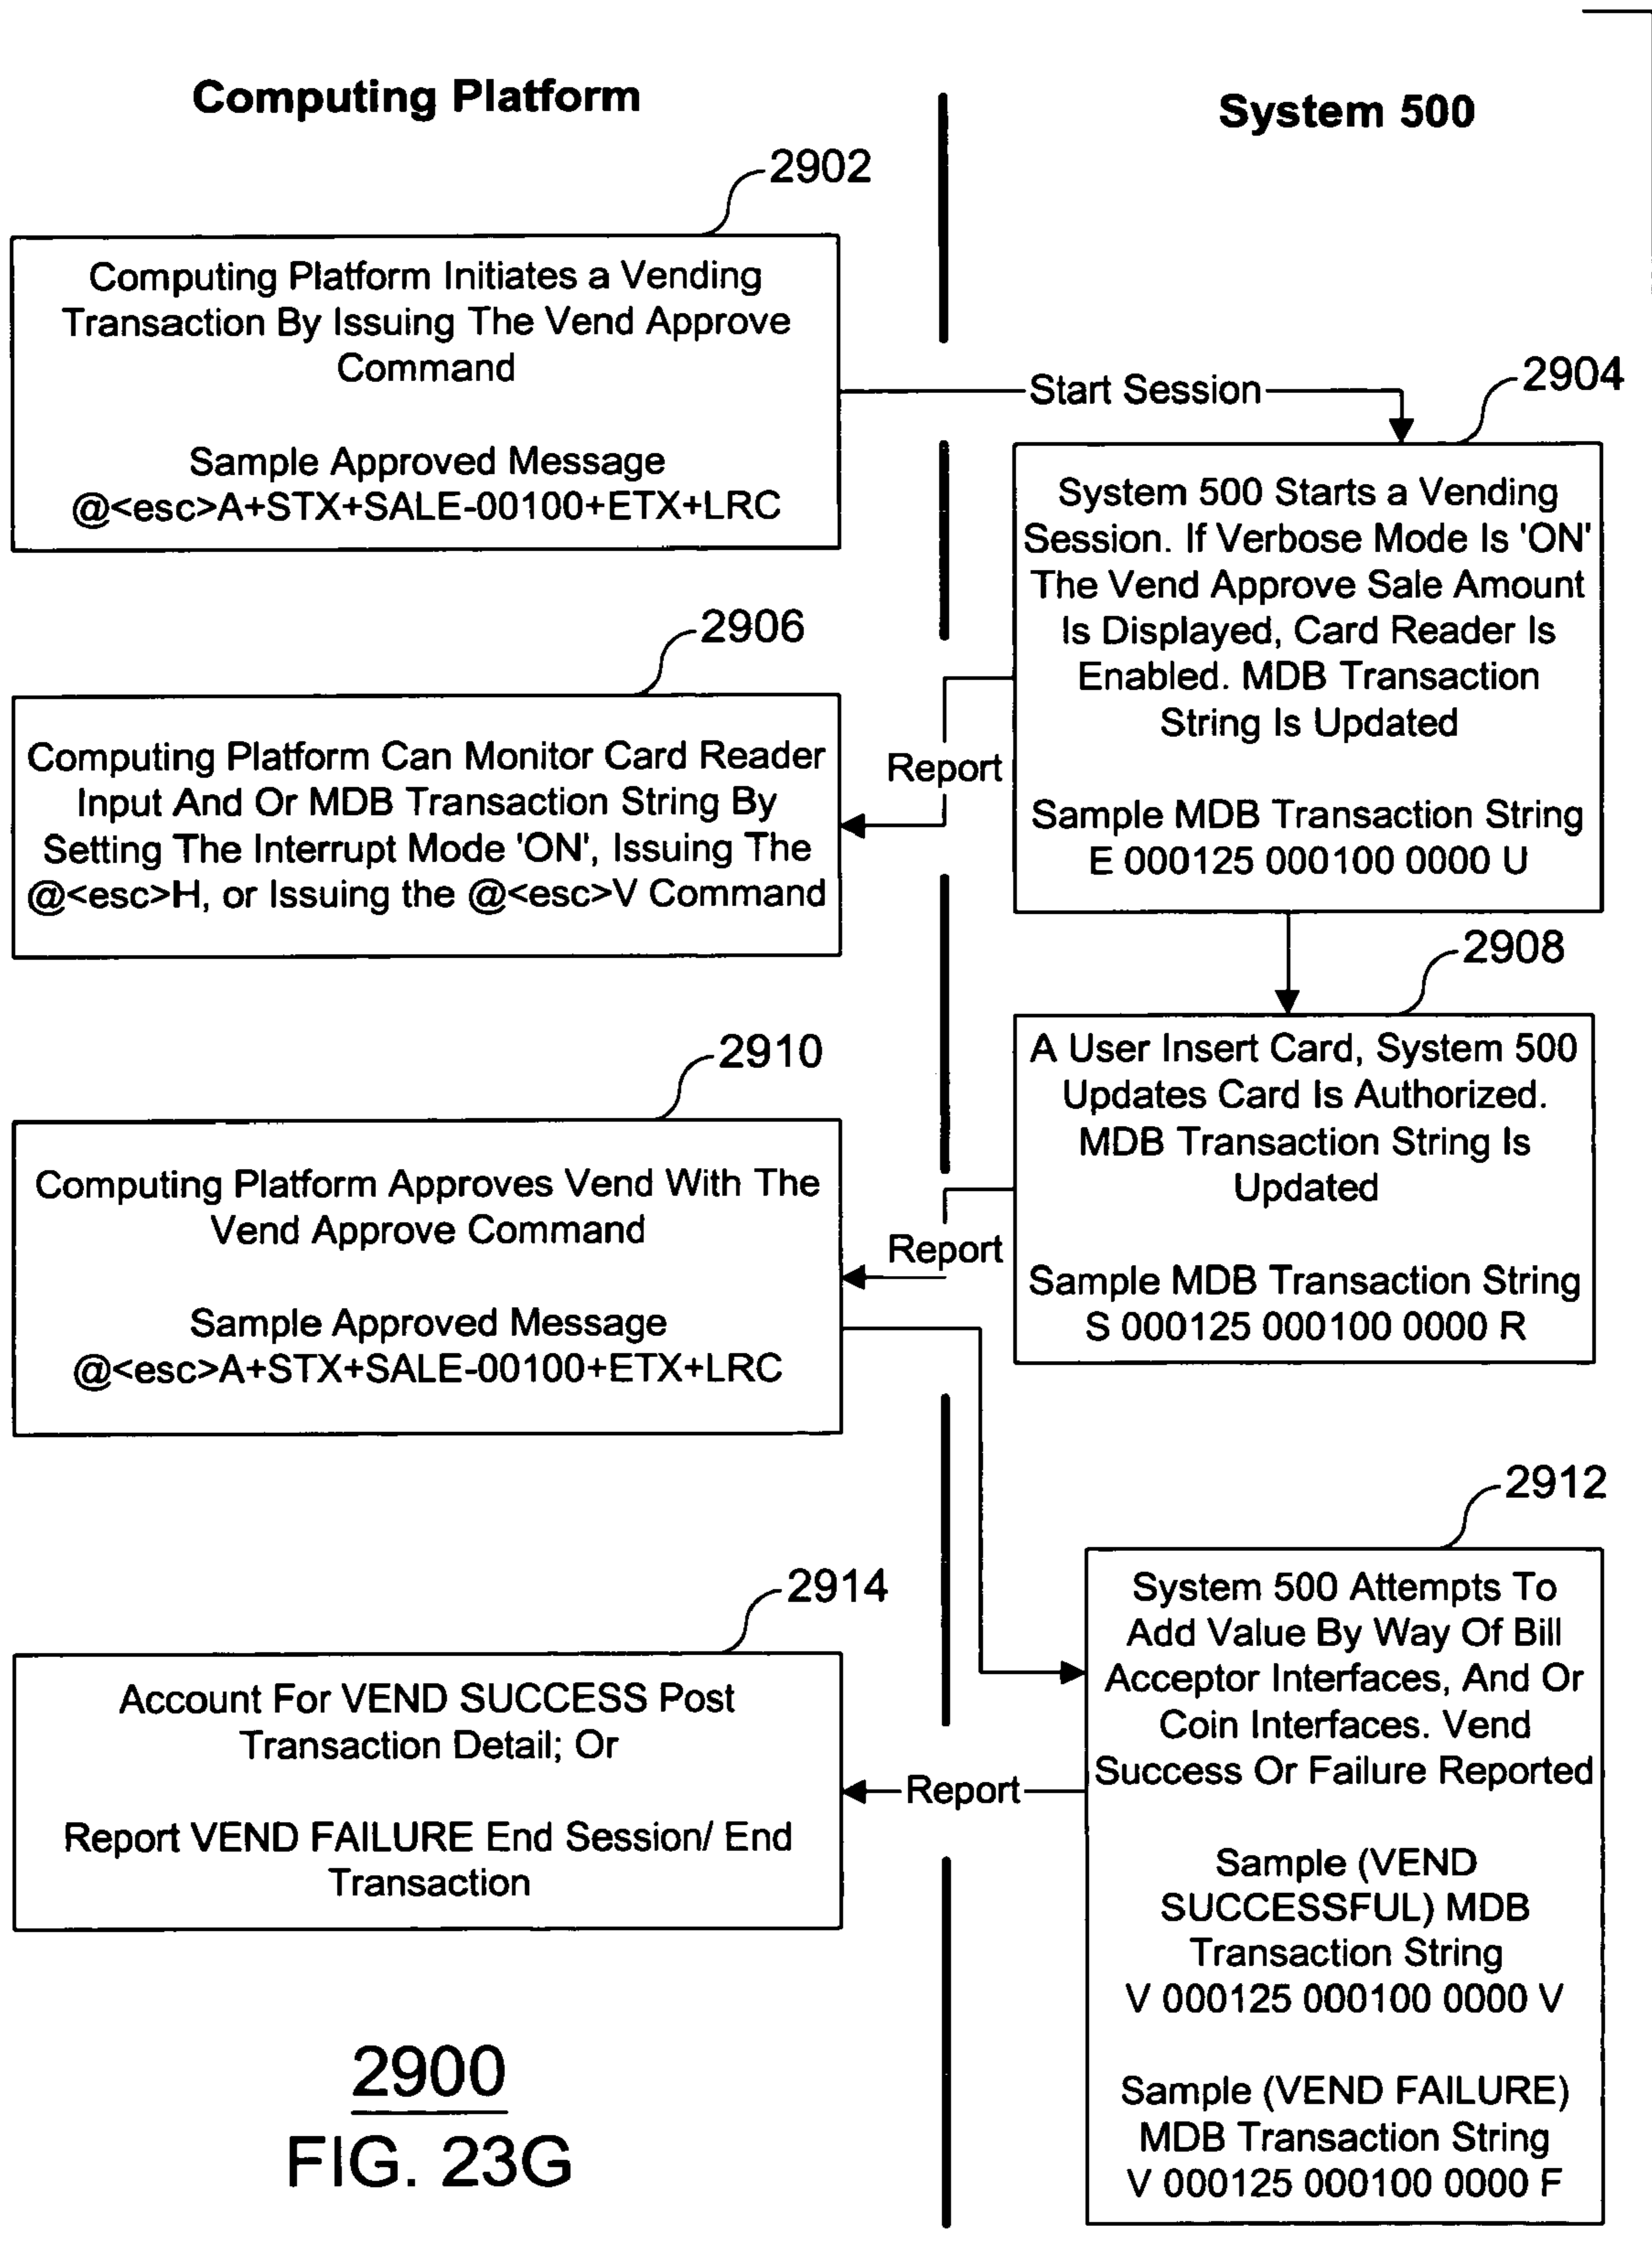 Computing Platform
System 500
2902
Computing Platform Initiates a Vending
Transaction By Issuing The Vend Approve
Command
Sample Approved Message
@<esc>A+STX+SALE-00100+ETX+LRC
Start Session
2904
System 500 Starts a Vending
Session. If Verbose Mode Is 'ON'
The Vend Approve Sale Amount
Is Displayed, Card Reader Is
Enabled. MDB Transaction
String Is Updated
Sample MDB Transaction String
E 000125 000100 0000 U
Report
2906
Computing Platform Can Monitor Card Reader
Input And Or MDB Transaction String By
Setting The Interrupt Mode 'ON', Issuing The
@<esc>H, or Issuing the @<esc>V Command
2908
A User Insert Card, System 500
Updates Card Is Authorized.
MDB Transaction String Is
Updated
Sample MDB Transaction String
S 000125 000100 0000 R
Report
2910
Computing Platform Approves Vend With The
Vend Approve Command
Sample Approved Message
@<esc>A+STX+SALE-00100+ETX+LRC
2912
System 500 Attempts To
Add Value By Way Of Bill
Acceptor Interfaces, And Or
Coin Interfaces. Vend
Success Or Failure Reported
Sample (VEND
SUCCESSFUL) MDB
Transaction String
V 000125 000100 0000 V
Sample (VEND FAILURE)
MDB Transaction String
V 000125 000100 0000 F
Report
2914
Account For VEND SUCCESS Post
Transaction Detail; Or
Report VEND FAILURE End Session/ End
Transaction
2900
FIG. 23G